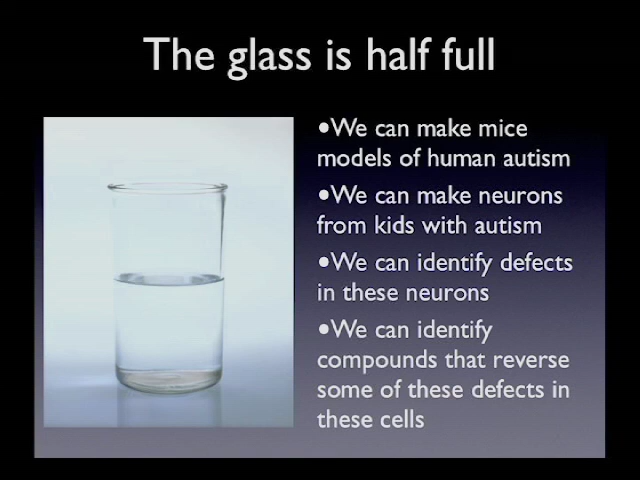 The glass is half full
•We can make mice
models of human autism
•We can make neurons
from kids with autism
•We can identify defects
in these neurons
•We can identify
compounds that reverse
some of these defects in
these cells